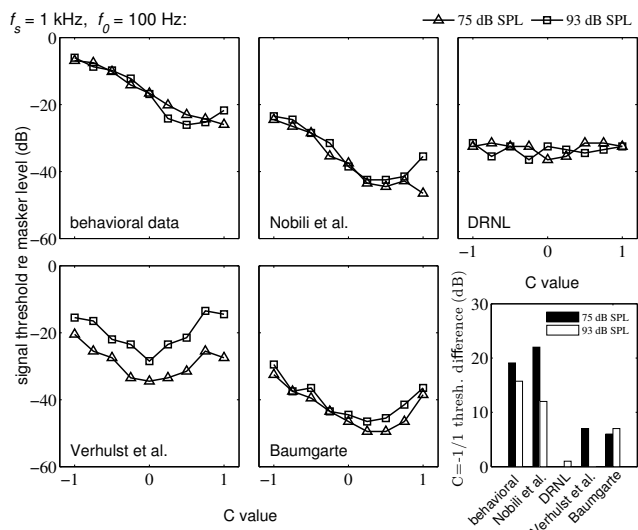 f_s = 1 kHz, f_0 = 100 Hz:
75 dB SPL 93 dB SPL
0
−20
−40
−60
signal threshold re masker level (dB)
behavioral data
Nobili et al.
DRNL
−1 0 1
C value
0
−20
−40
−60
Verhulst et al.
Baumgarte
−1 0 1
−1 0 1
C value
C=-1/1 thresh. difference (dB)
30
20
10
0
75 dB SPL
93 dB SPL
behavioral
Nobili et al.
DRNL
Verhulst et al.
Baumgarte